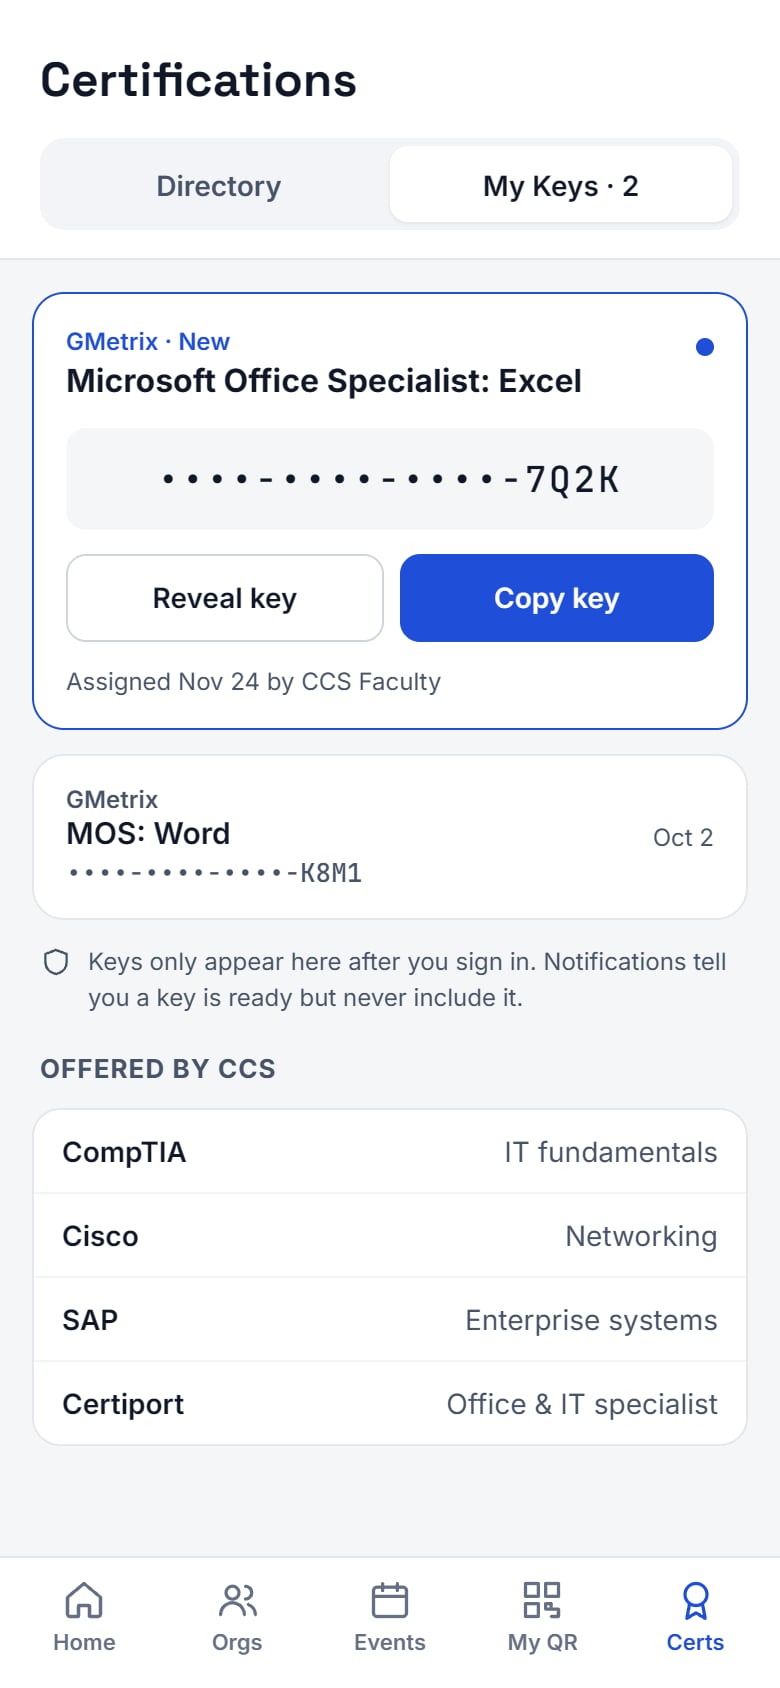 Certifications
Directory
My Keys · 2
GMetrix · New
Microsoft Office Specialist: Excel
••••-••••-••••-7Q2K
Reveal key
Copy key
Assigned Nov 24 by CCS Faculty
GMetrix
MOS: Word
Oct 2
••••-••••-••••-K8M1
Keys only appear here after you sign in. Notifications tell
you a key is ready but never include it.
OFFERED BY CCS
CompTIA IT fundamentals
Cisco Networking
SAP Enterprise systems
Certiport Office & IT specialist
Home Orgs Events My QR Certs